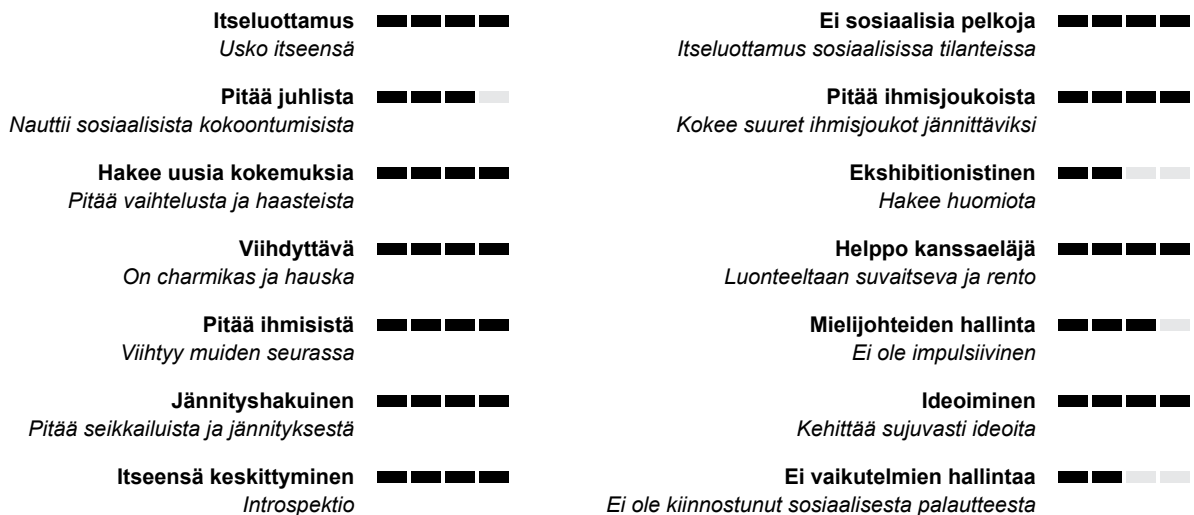 Itseluottamus
Usko itseensä
Pitää juhlista
Nauttii sosiaalisista kokoontumisista
Hakee uusia kokemuksia
Pitää vaihtelusta ja haasteista
Viihdyttävä
On charmikas ja hauska
Pitää ihmisistä
Viihtyy muiden seurassa
Jännityshakuinen
Pitää seikkailuista ja jännityksestä
Itseensä keskittyminen
Introspektio
Ei sosiaalisia pelkoja
Itseluottamus sosiaalisissa tilanteissa
Pitää ihmisjoukoista
Kokee suuret ihmisjoukot jännittäviksi
Ekshibitionistinen
Hakee huomiota
Helppo kanssaeläjä
Luonteeltaan suvaitseva ja rento
Mielijohteiden hallinta
Ei ole impulsiivinen
Ideoiminen
Kehittää sujuvasti ideoita
Ei vaikutelmien hallintaa
Ei ole kiinnostunut sosiaalisesta palautteesta